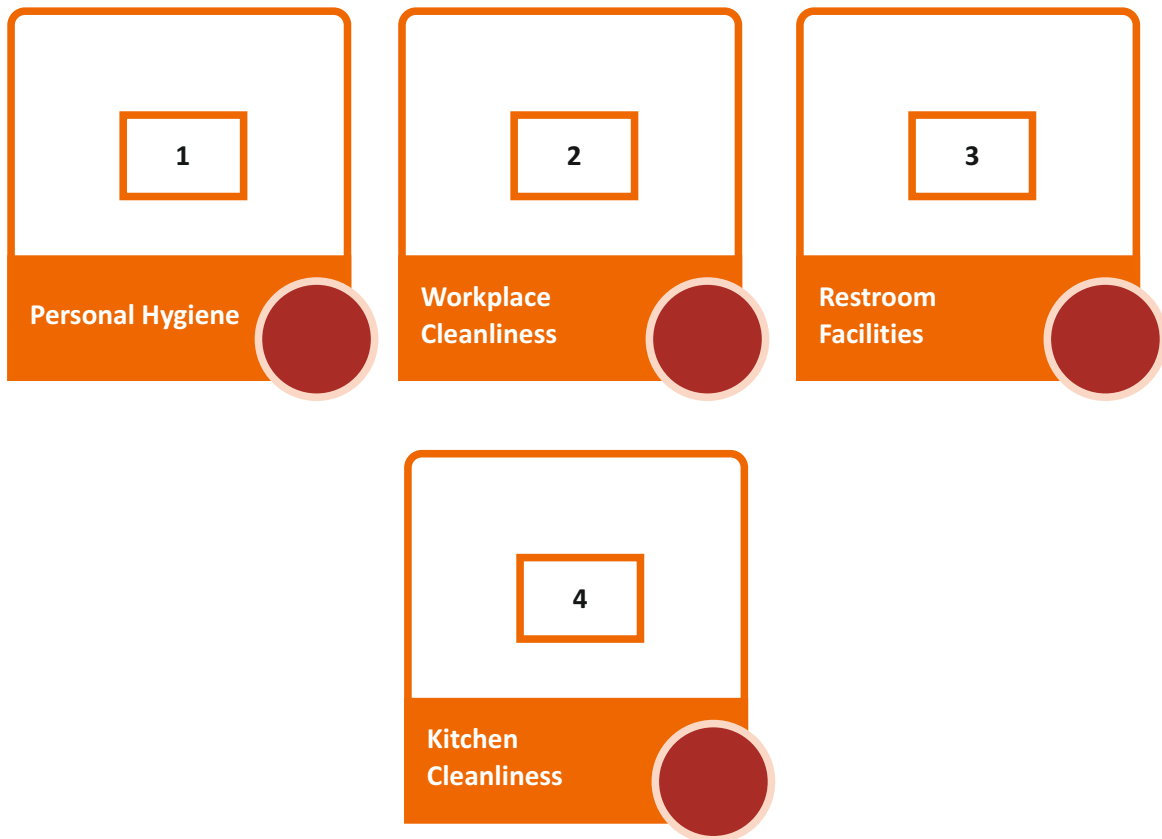 1
Personal Hygiene
2
Workplace
Cleanliness
3
Restroom
Facilities
4
Kitchen
Cleanliness